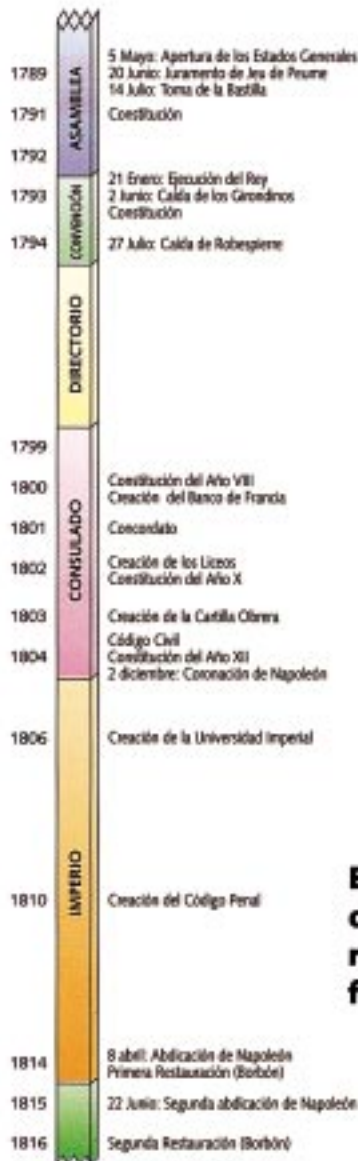 5 Mayo: Apertura de los Estados Generales
1789 20 Junio: Juramento de Jeu de Peume
14 Julio: Toma de la Bastilla
1791 Constitución
ASAMBLEA
1792
21 Enero: Ejecución del Rey
1793 2 Junio: Caída de los Girondinos
Constitución
CONVENCIÓN
1794 27 Julio: Caída de Robespierre
DIRECTORIO
1799
1800 Constitución del Año VIII
Creación del Banco de Francia
1801 Concordato
CONSULADO
1802 Creación de los Liceos
Constitución del Año X
1803 Creación de la Cartilla Obrera
Código Civil
1804 Constitución del Año XII
2 diciembre: Coronación de Napoleón
1806 Creación de la Universidad Imperial
IMPERIO
1810 Creación del Código Penal
8 abril: Abdicación de Napoleón
1814 Primera Restauración (Borbón)
1815 22 Junio: Segunda abdicación de Napoleón
1816 Segunda Restauración (Borbón)